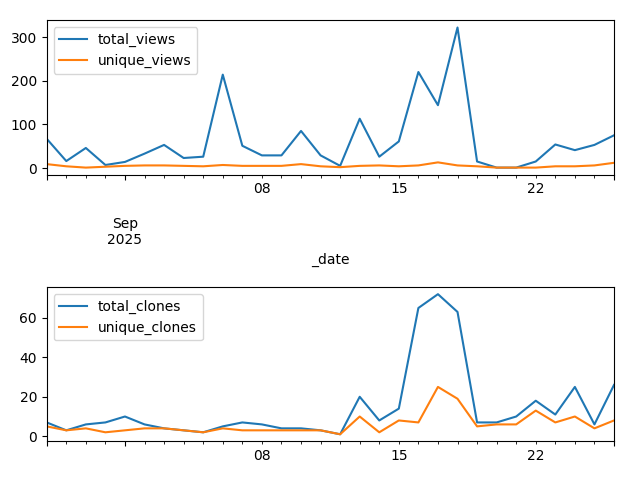 300
200
100
0
total_views
unique_views
08
15
22
Sep
2025
_date
60
40
20
0
total_clones
unique_clones
08
15
22